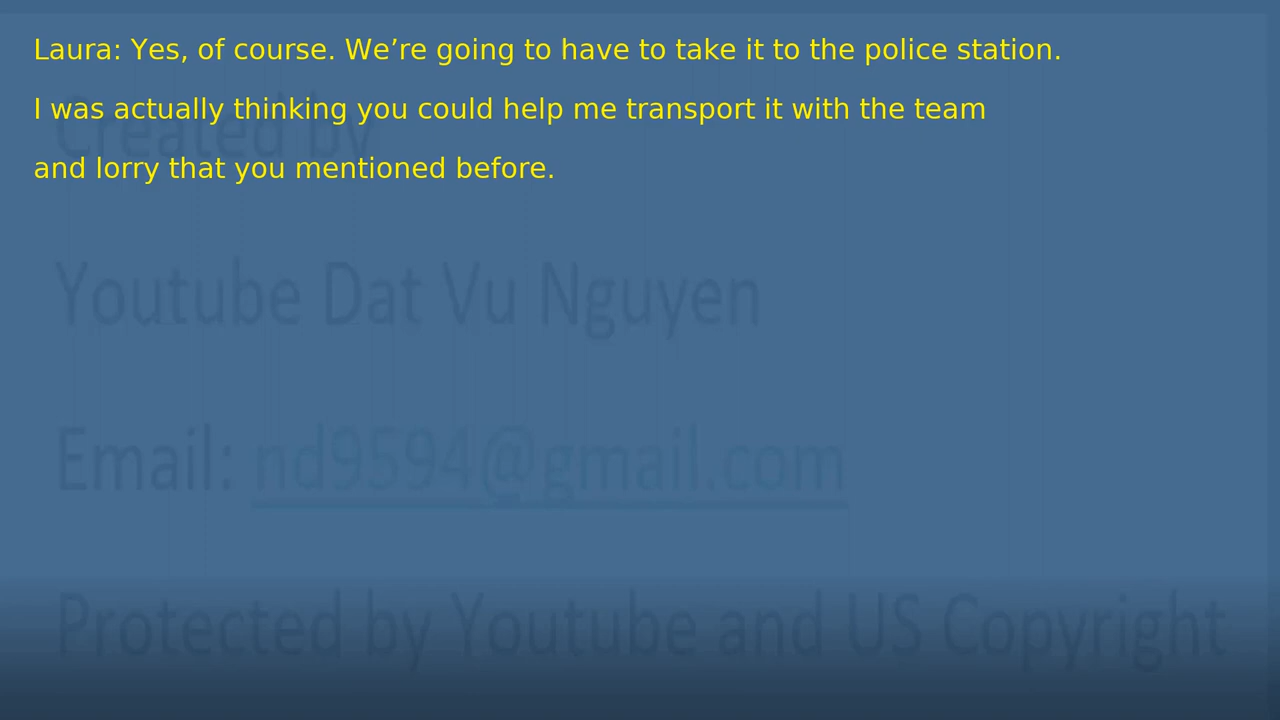 Laura: Yes, of course. We’re going to have to take it to the police station.
I was actually thinking you could help me transport it with the team
and lorry that you mentioned before.
Created by
Youtube Dat Vu Nguyen
Email: nd9594@gmail.com
Protected by Youtube and US Copyright